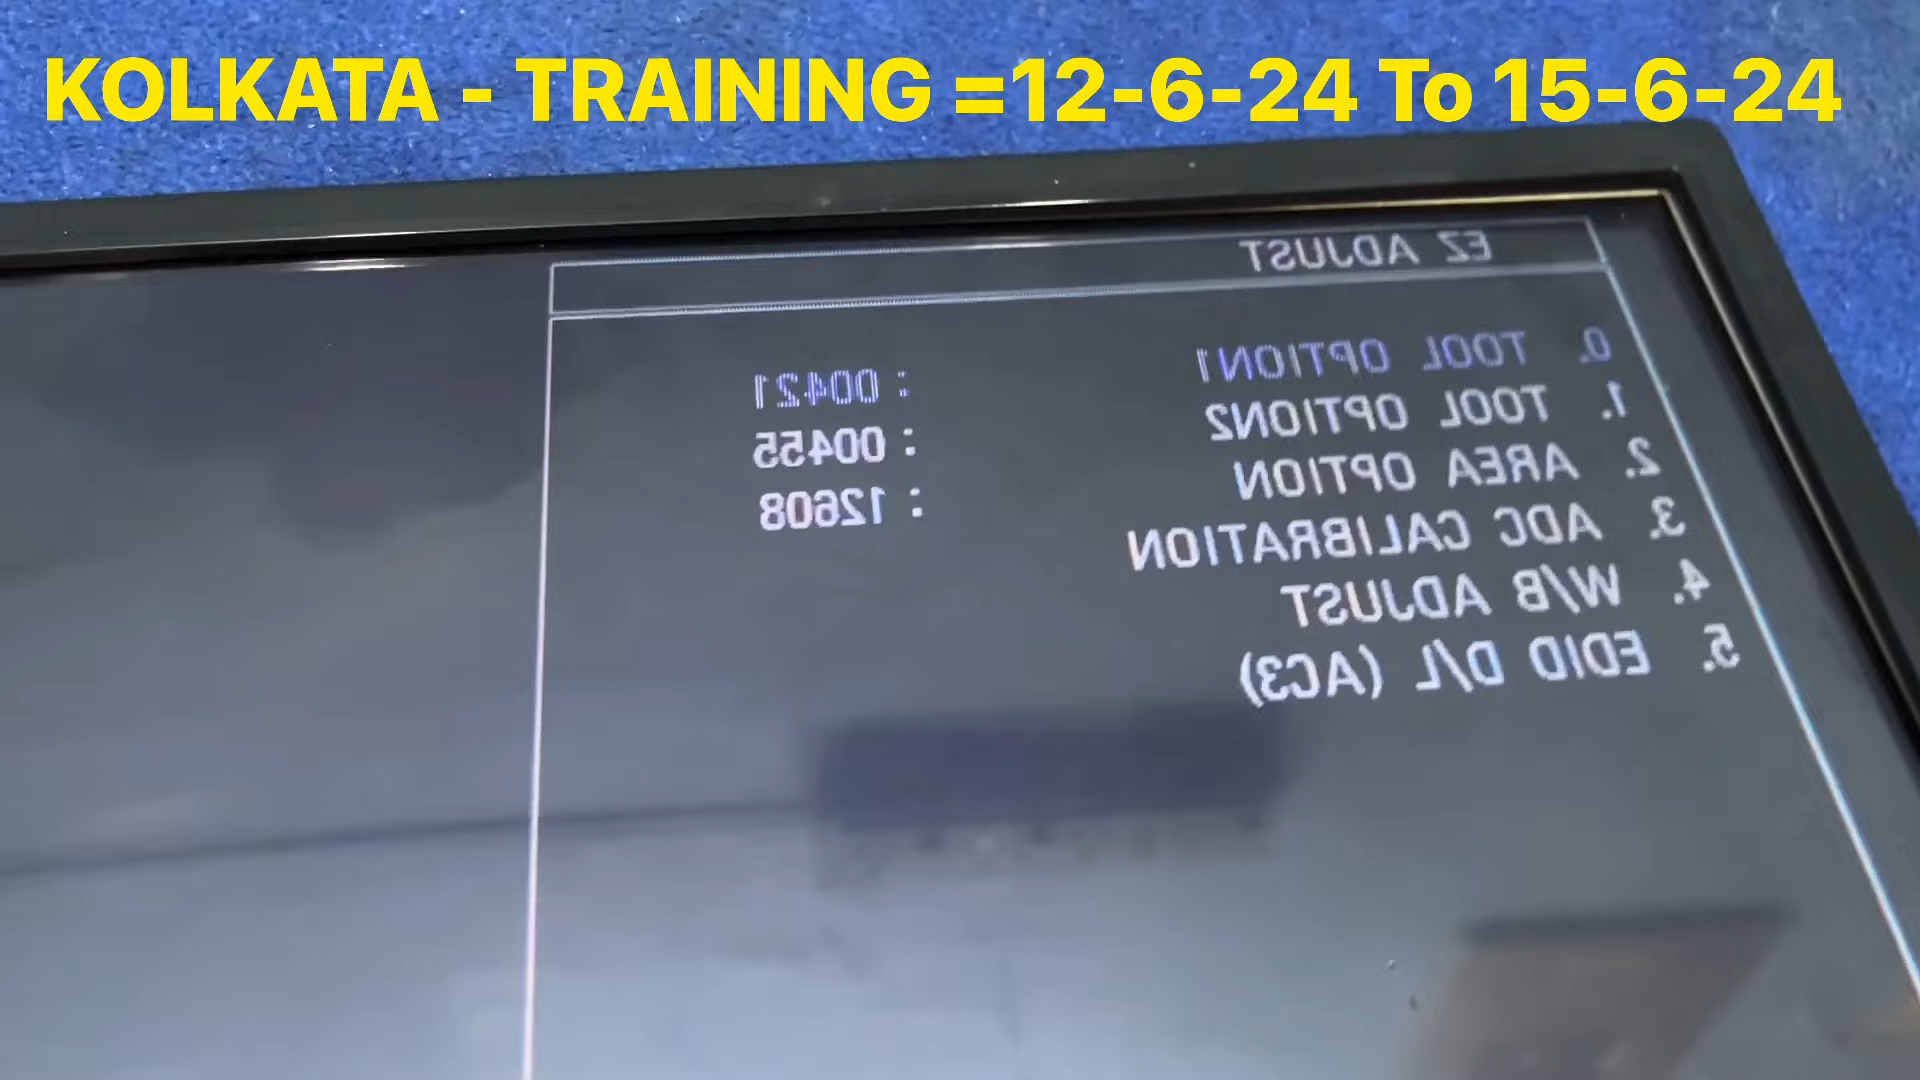 KOLKATA - TRAINING =12-6-24 To 15-6-24
EZ ADJUST
0. TOOL OPTION1 : 00421
1. TOOL OPTION2 : 00455
2. AREA OPTION : 12608
3. ADC CALIBRATION
4. W/B ADJUST
5. EDID D/L (AC3)